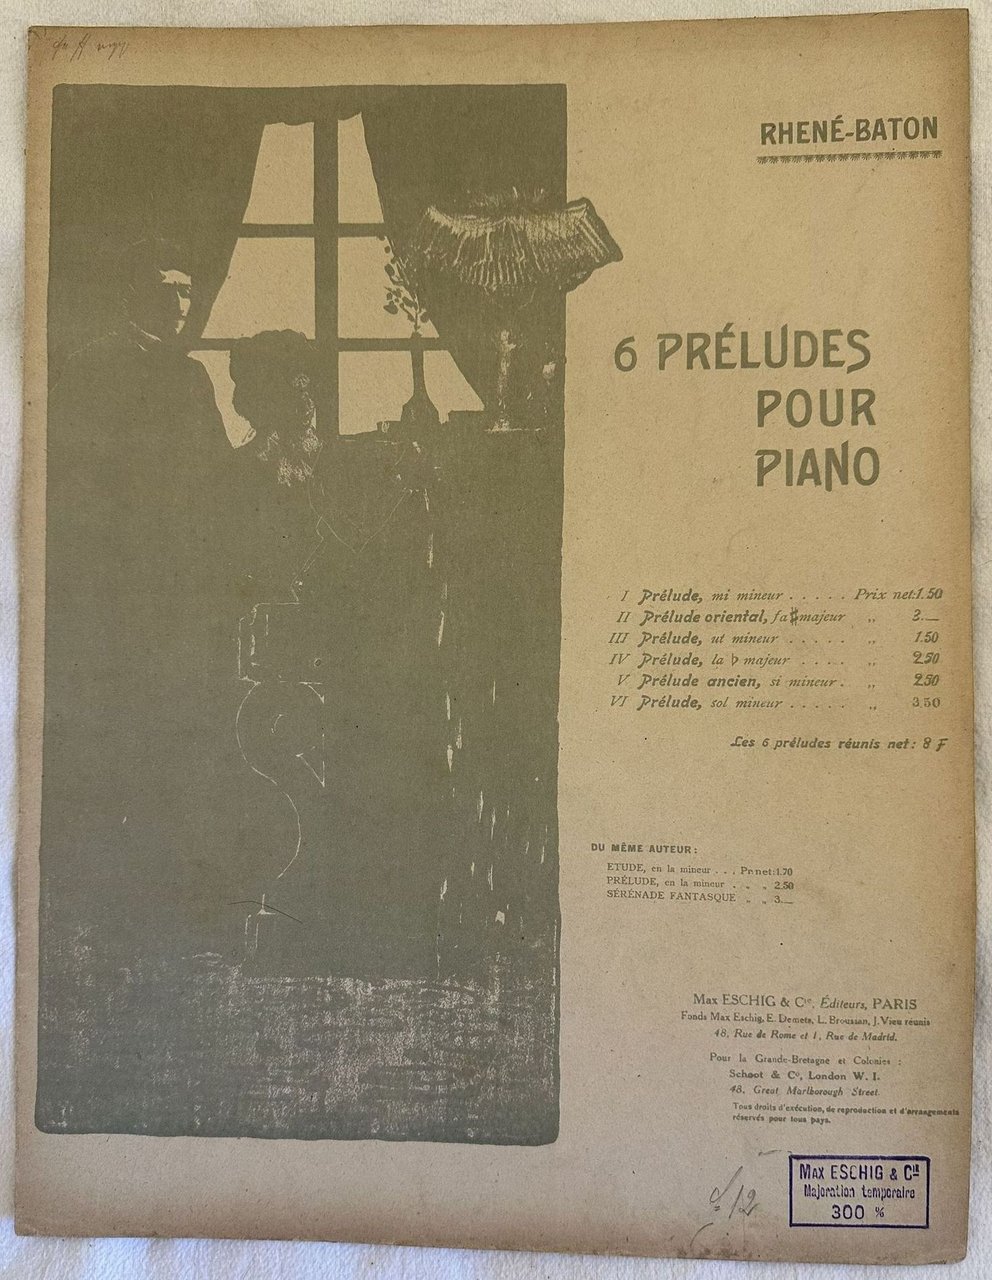 RHENÉ-BATON
6 PRÉLUDES
POUR
PIANO
I Prélude, mi mineur . . . . . Prix net: 1.50
II Prélude oriental, fa ♯ majeur „ 3.__
III Prélude, ut mineur . . . . . „ 1.50
IV Prélude, la ♭ majeur . . . . „ 2.50
V Prélude ancien, si mineur . „ 2.50
VI Prélude, sol mineur . . . . . „ 3.50
Les 6 préludes réunis net: 8 F
DU MÊME AUTEUR:
ETUDE, en la mineur . . . Pr. net: 1.70
PRÉLUDE, en la mineur . „ „ 2.50
SÉRÉNADE FANTASQUE „ „ 3.__
Max ESCHIG & Cie, Éditeurs, PARIS
Fonds Max Eschig, E. Demets, L. Broussan, J. Vieu réunis
48, Rue de Rome et 1, Rue de Madrid.
Pour la Grande-Bretagne et Colonies :
Schott & Co, London W. 1.
48, Great Marlborough Street.
Tous droits d'exécution, de reproduction et d'arrangements
réservés pour tous pays.
12
MAX ESCHIG & CIE
Majoration temporaire
300 %